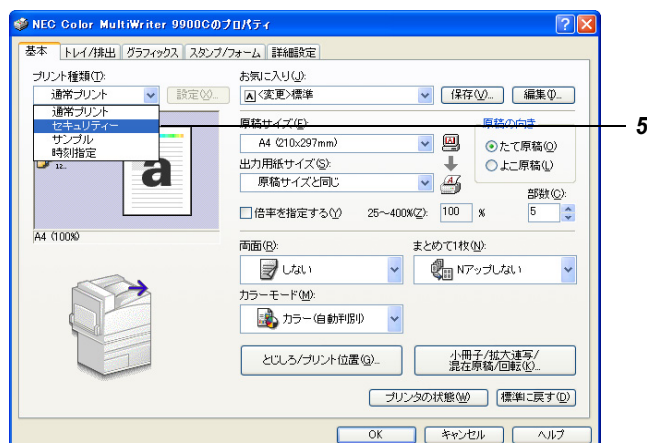 NEC Color MultiWriter 9900Cのプロパティ
基本 トレイ/排出 グラフィックス スタンプ/フォーム 詳細設定
プリント種類(T):
通常プリント
設定(X)...
通常プリント
セキュリティー
サンプル
時刻指定
12...
a
A4 (100%)
お気に入り(J):
A <変更>標準
保存(V)...
編集(I)...
原稿サイズ(E):
A4 (210x297mm)
出力用紙サイズ(S):
原稿サイズと同じ
倍率を指定する(Y) 25～400%(Z): 100 %
原稿の向き
たて原稿(O)
よこ原稿(L)
部数(C):
5
両面(R):
しない
まとめて1枚(N):
Nアップしない
カラーモード(M):
カラー(自動判別)
とじしろ/プリント位置(G)...
小冊子/拡大連写/
混在原稿/回転(K)...
プリンタの状態(W)
標準に戻す(D)
OK
キャンセル
ヘルプ
5